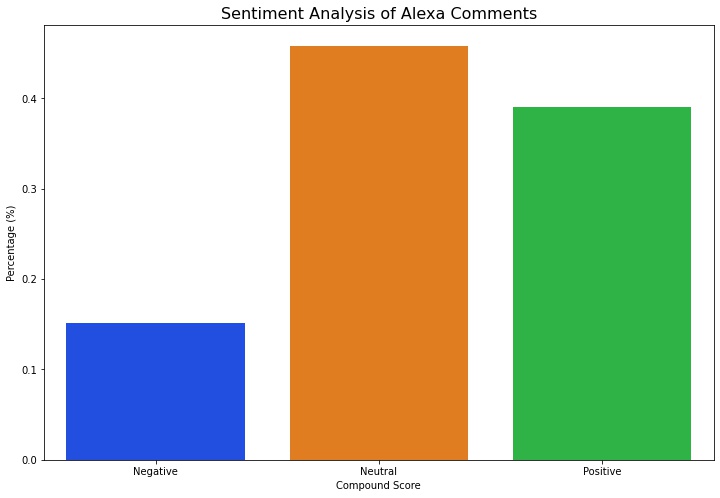 Sentiment Analysis of Alexa Comments
Percentage (%)
0.4
0.3
0.2
0.1
0.0
Negative Neutral Positive
Compound Score